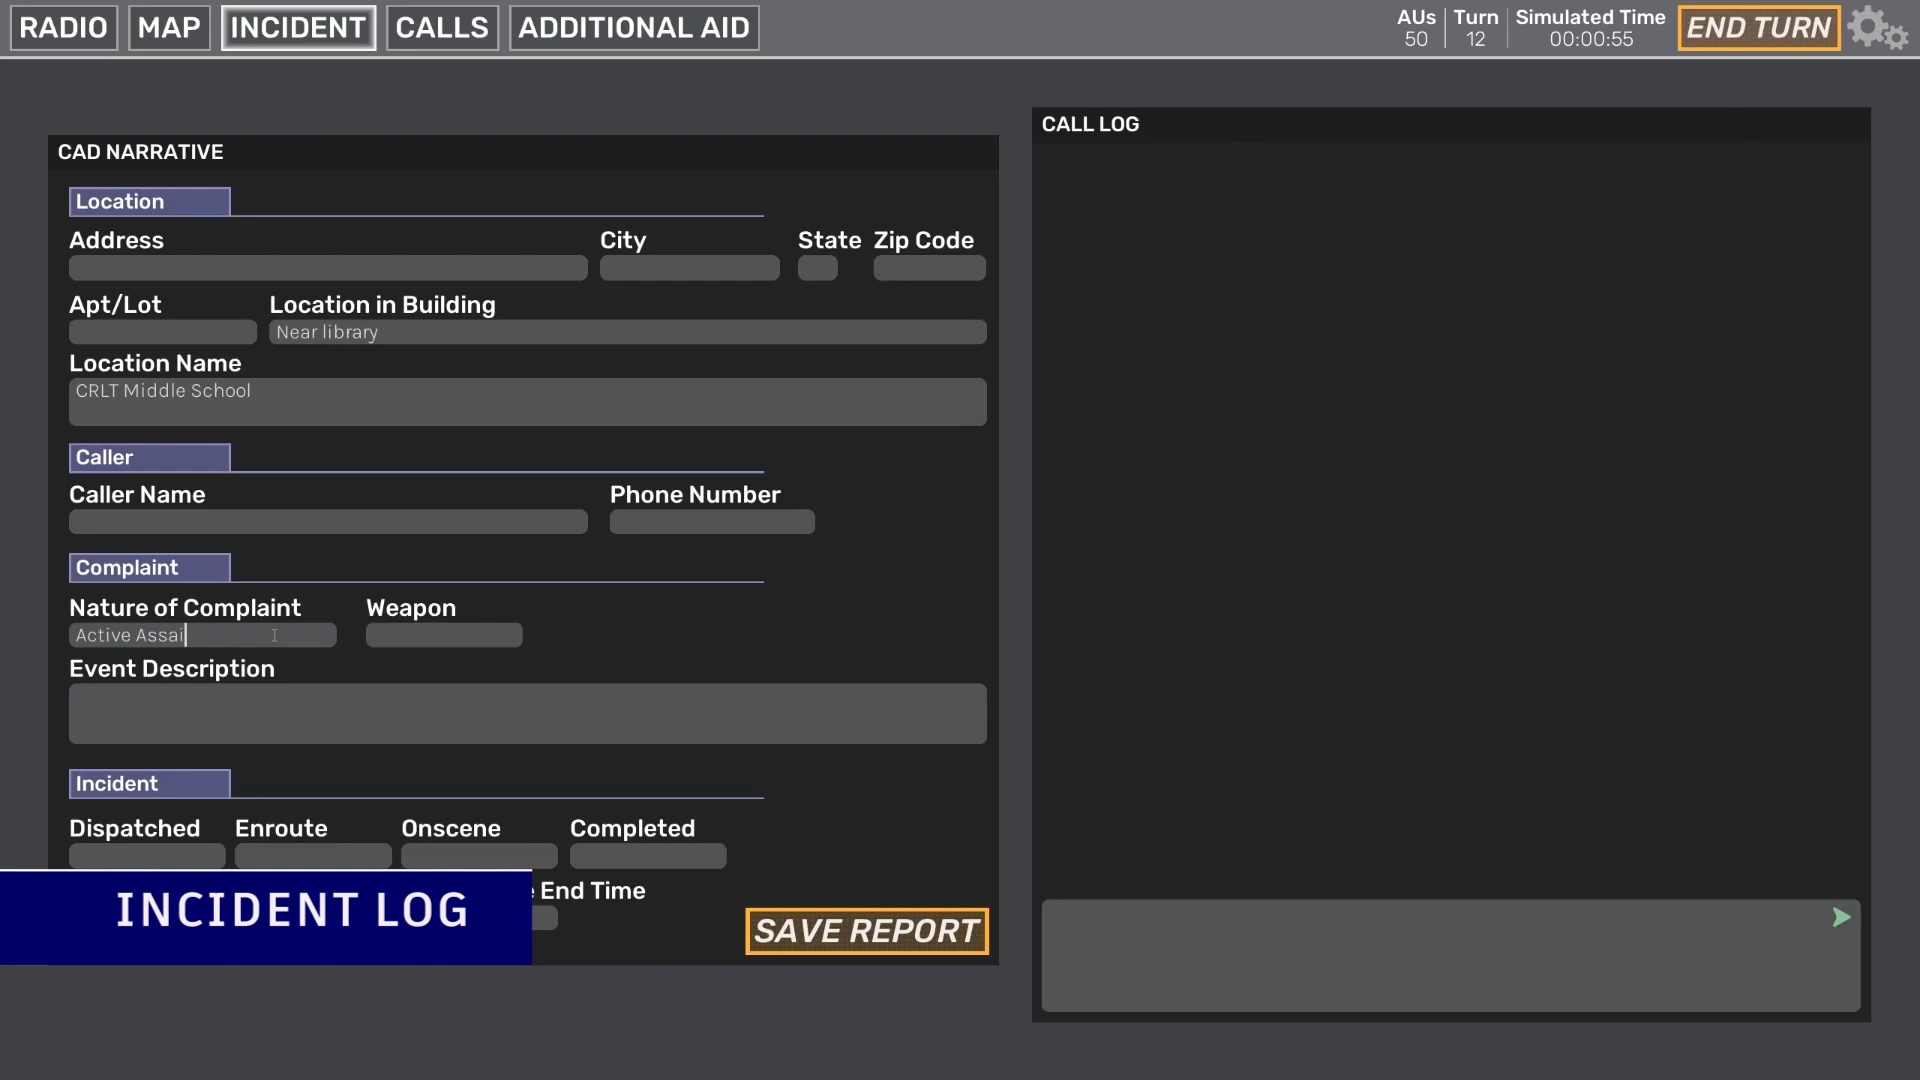 RADIO MAP INCIDENT CALLS ADDITIONAL AID
AUs Turn Simulated Time END TURN
50 12 00:00:55
CAD NARRATIVE
Location
Address City State Zip Code
Apt/Lot Location in Building
Near library
Location Name
CRLT Middle School
Caller
Caller Name Phone Number
Complaint
Nature of Complaint Weapon
Active Assai
Event Description
Incident
Dispatched Enroute Onscene Completed
End Time
INCIDENT LOG
SAVE REPORT
CALL LOG